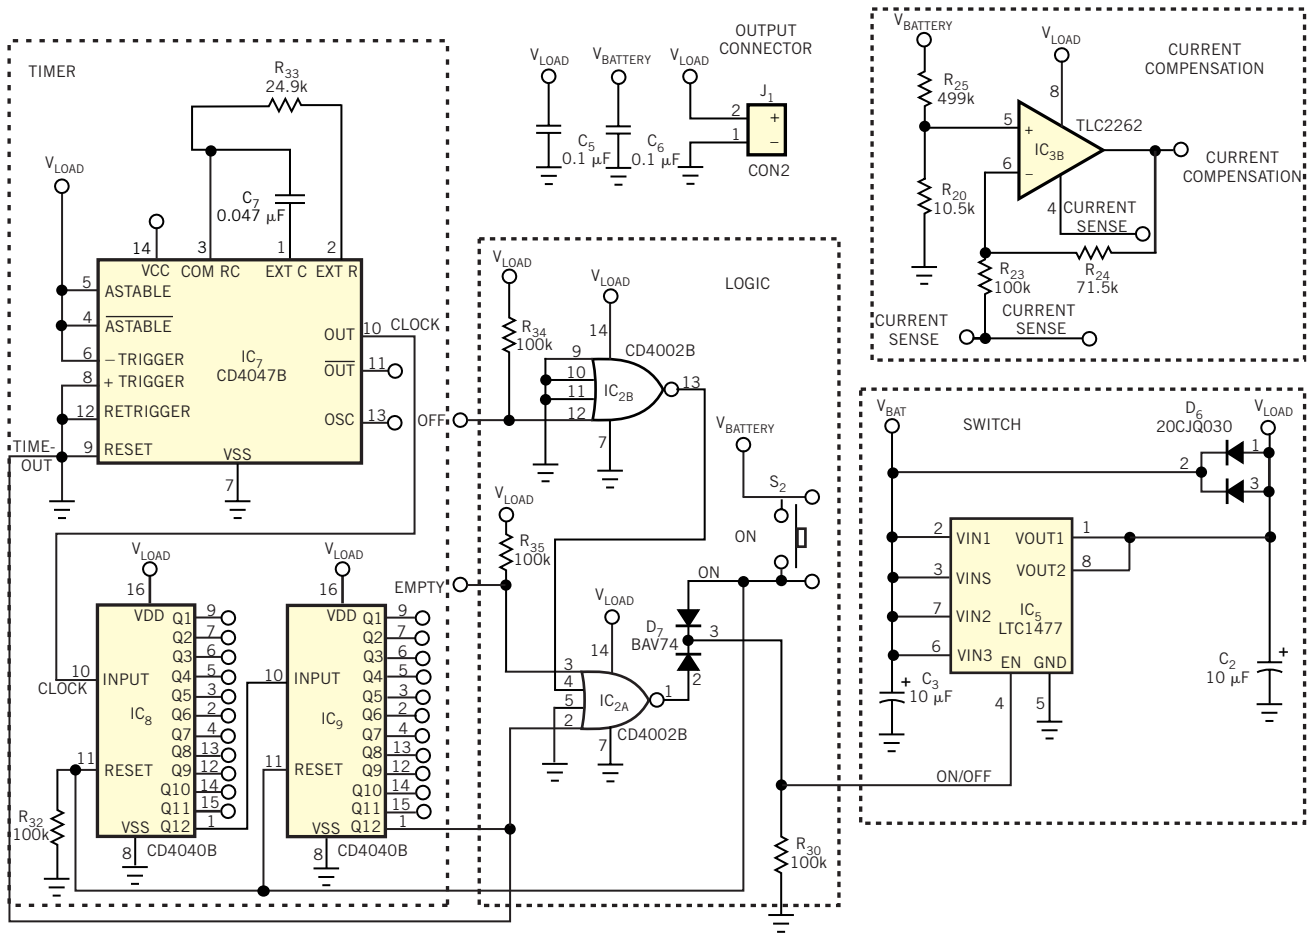 TIMER
R33
24.9k
VLOAD
C7
0.047 µF
14
3
1
2
VCC
COM RC
EXT C
EXT R
5
ASTABLE
4
ASTABLE
6
– TRIGGER
8
+ TRIGGER
12
RETRIGGER
9
RESET
TIME-
OUT
IC7
CD4047B
OUT
10
CLOCK
OUT
11
OSC
13
VSS
7
VLOAD
16
VDD
10
CLOCK
INPUT
IC8
11
RESET
R32
100k
VSS
8
CD4040B
Q1 9
Q2 7
Q3 6
Q4 5
Q5 3
Q6 2
Q7 4
Q8 13
Q9 12
Q10 14
Q11 15
Q12 1
VLOAD
16
VDD
10
INPUT
IC9
11
RESET
VSS
8
CD4040B
Q1 9
Q2 7
Q3 6
Q4 5
Q5 3
Q6 2
Q7 4
Q8 13
Q9 12
Q10 14
Q11 15
Q12 1
VLOAD
C5
0.1 µF
VBATTERY
C6
0.1 µF
VLOAD
OUTPUT
CONNECTOR
J1
2
+
1
–
CON2
LOGIC
VLOAD
R34
100k
OFF
VLOAD
14
CD4002B
9
10
11
12
IC2B
13
7
VLOAD
R35
100k
EMPTY
VLOAD
14
3
4
5
2
IC2A
1
CD4002B
7
VBATTERY
S2
ON
ON
D7
BAV74
3
2
R30
100k
VBATTERY
R25
499k
R20
10.5k
VLOAD
8
CURRENT
COMPENSATION
5
+
6
–
IC3B
TLC2262
4
CURRENT
SENSE
CURRENT
COMPENSATION
R23
100k
R24
71.5k
CURRENT
SENSE
CURRENT
SENSE
VBAT
SWITCH
D6
20CJQ030
VLOAD
2
1
3
2
VIN1
3
VINS
7
VIN2
6
VIN3
VOUT1
1
VOUT2
8
IC5
LTC1477
EN
GND
4
5
+
C3
10 µF
+
C2
10 µF
ON/OFF